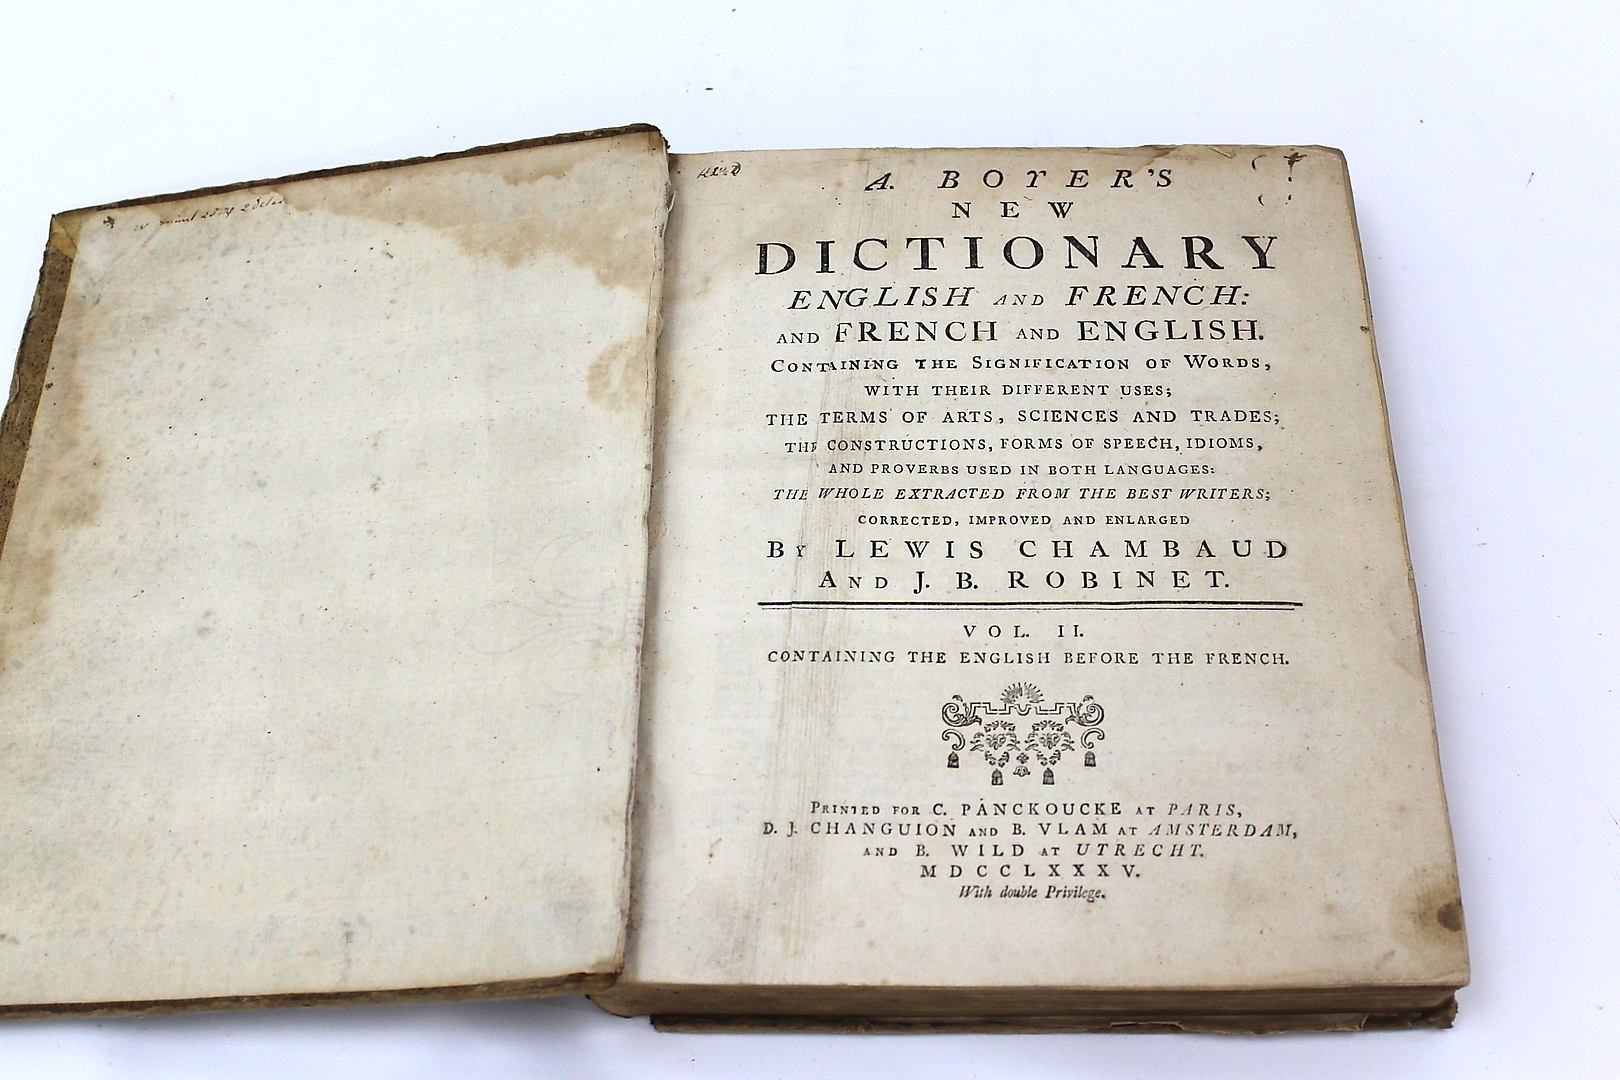 A. BOYER'S
NEW
DICTIONARY
ENGLISH AND FRENCH:
AND FRENCH AND ENGLISH.
CONTAINING THE SIGNIFICATION OF WORDS,
WITH THEIR DIFFERENT USES;
THE TERMS OF ARTS, SCIENCES AND TRADES;
THE CONSTRUCTIONS, FORMS OF SPEECH, IDIOMS,
AND PROVERBS USED IN BOTH LANGUAGES:
THE WHOLE EXTRACTED FROM THE BEST WRITERS;
CORRECTED, IMPROVED AND ENLARGED
BY LEWIS CHAMBAUD
AND J. B. ROBINET.
VOL. II.
CONTAINING THE ENGLISH BEFORE THE FRENCH.
PRINTED FOR C. PANCKOUCKE AT PARIS,
D. J. CHANGUION AND B. VLAM AT AMSTERDAM,
AND B. WILD AT UTRECHT.
MDCCLXXXV.
With double Privilege.